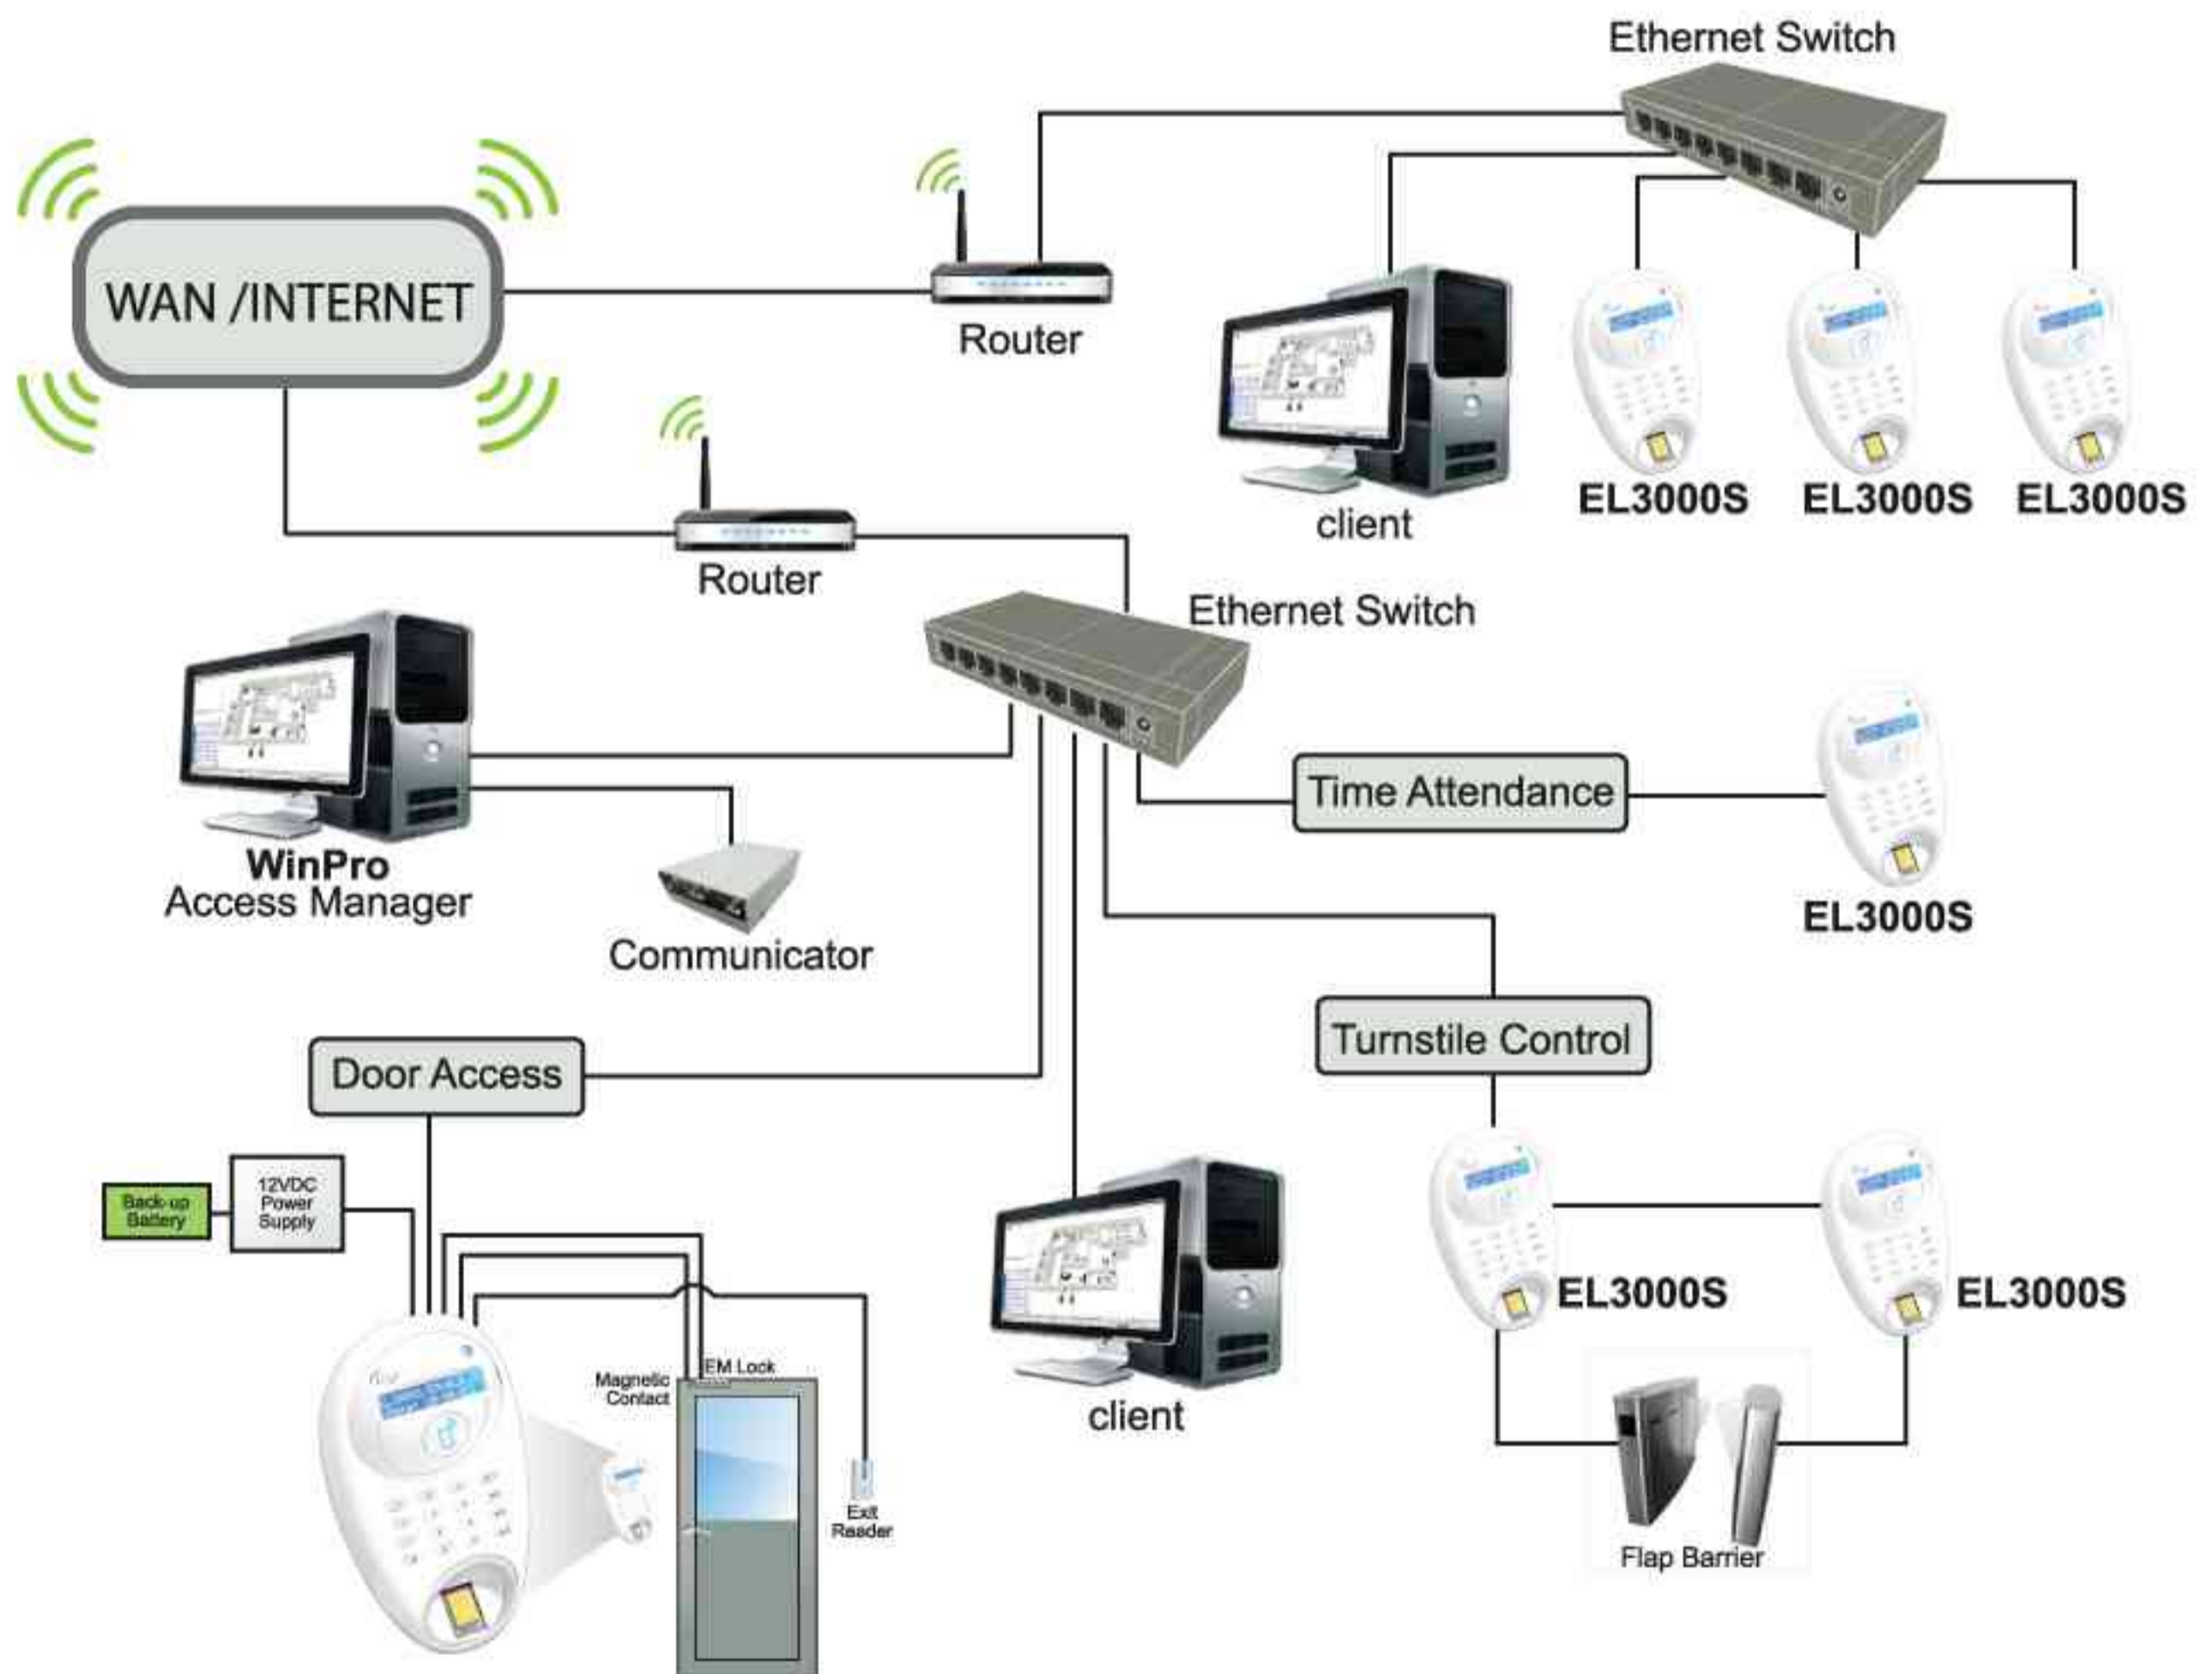 Ethernet Switch
WAN /INTERNET
Router
client
EL3000S
EL3000S
EL3000S
Router
Ethernet Switch
WinPro
Access Manager
Communicator
Time Attendance
EL3000S
Turnstile Control
Door Access
Back-up
Battery
12VDC
Power
Supply
EM Lock
Magnetic
Contact
Exit
Reader
client
EL3000S
EL3000S
Flap Barrier